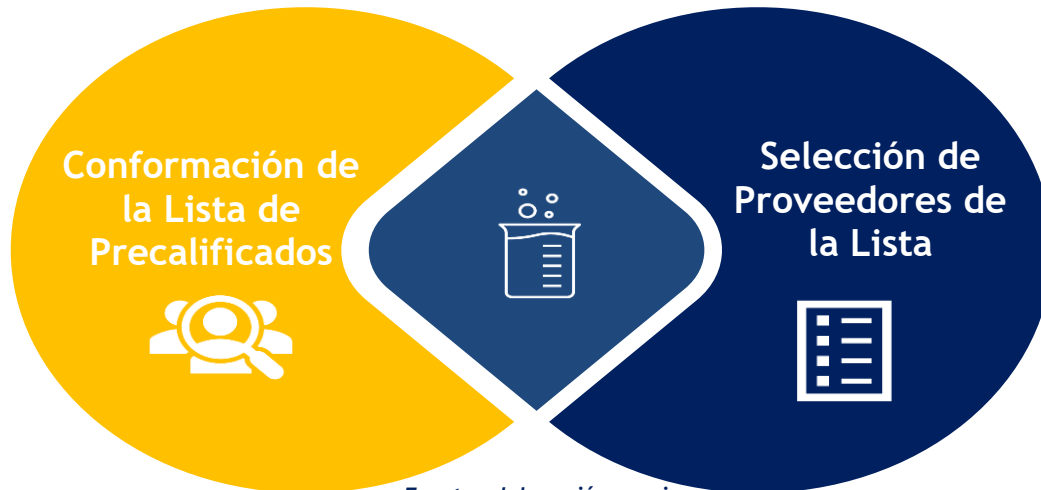 Conformación de
la Lista de
Precalificados
Selección de
Proveedores de
la Lista